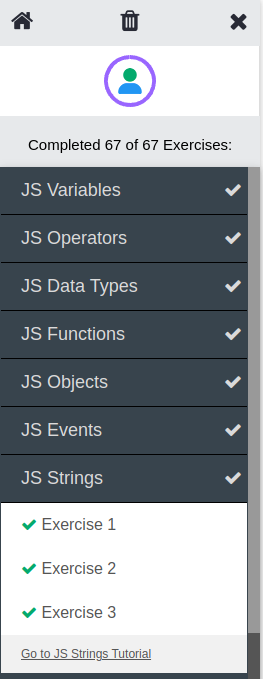 Completed 67 of 67 Exercises:
JS Variables
JS Operators
JS Data Types
JS Functions
JS Objects
JS Events
JS Strings
Exercise 1
Exercise 2
Exercise 3
Go to JS Strings Tutorial